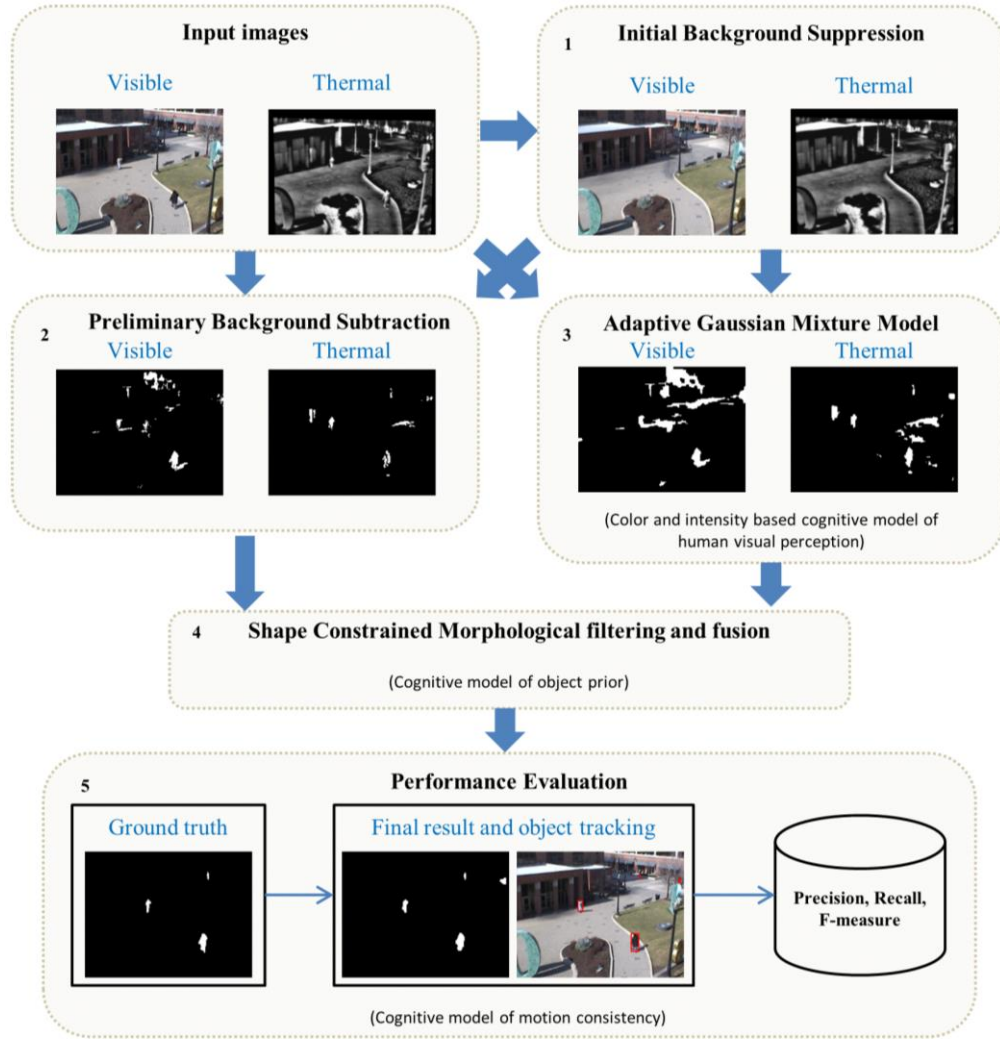 Input images
Visible
Thermal
1
Initial Background Suppression
Visible
Thermal
2
Preliminary Background Subtraction
Visible
Thermal
3
Adaptive Gaussian Mixture Model
Visible
Thermal
(Color and intensity based cognitive model of
human visual perception)
4
Shape Constrained Morphological filtering and fusion
(Cognitive model of object prior)
5
Performance Evaluation
Ground truth
Final result and object tracking
Precision, Recall,
F-measure
(Cognitive model of motion consistency)